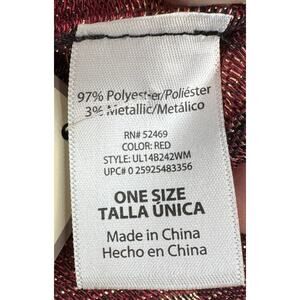 97% Polyester/Poliéster
3% Metallic/Metálico
RN# 52469
COLOR: RED
STYLE: UL14B242WM
UPC# 0 25925483356
ONE SIZE
TALLA ÚNICA
Made in China
Hecho en China